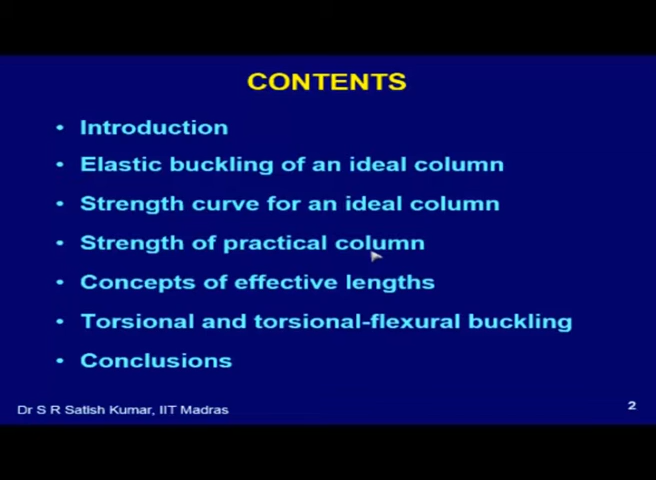 CONTENTS
• Introduction
• Elastic buckling of an ideal column
• Strength curve for an ideal column
• Strength of practical column
• Concepts of effective lengths
• Torsional and torsional-flexural buckling
• Conclusions
Dr S R Satish Kumar, IIT Madras
2